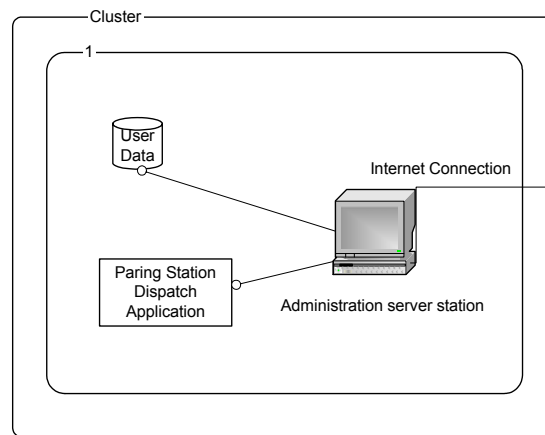 Cluster
1
User
Data
Internet Connection
Paring Station
Dispatch
Application
Administration server station